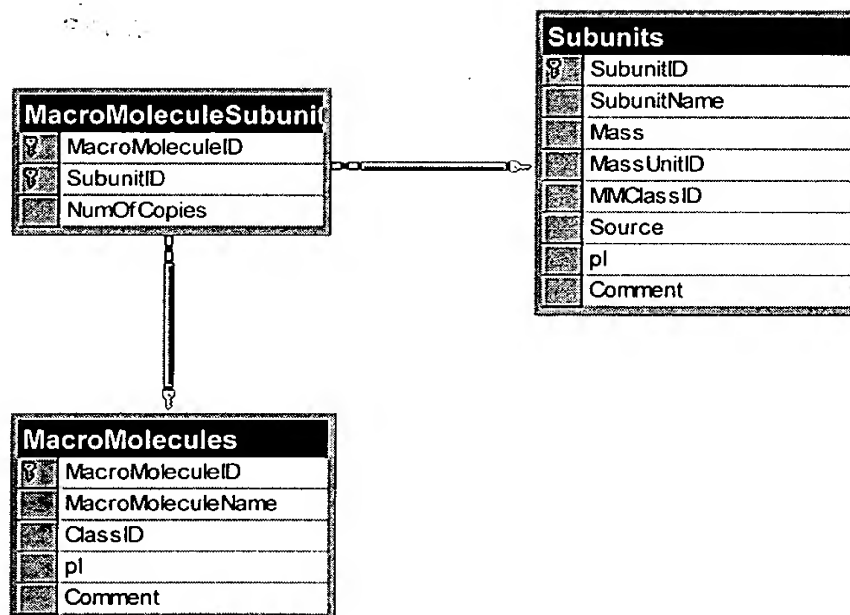 Subunits
SubunitID
SubunitName
Mass
MassUnitID
MMClassID
Source
pI
Comment
MacroMoleculeSubunit
MacroMoleculeID
SubunitID
NumOfCopies
MacroMolecules
MacroMoleculeID
MacroMoleculeName
ClassID
pI
Comment